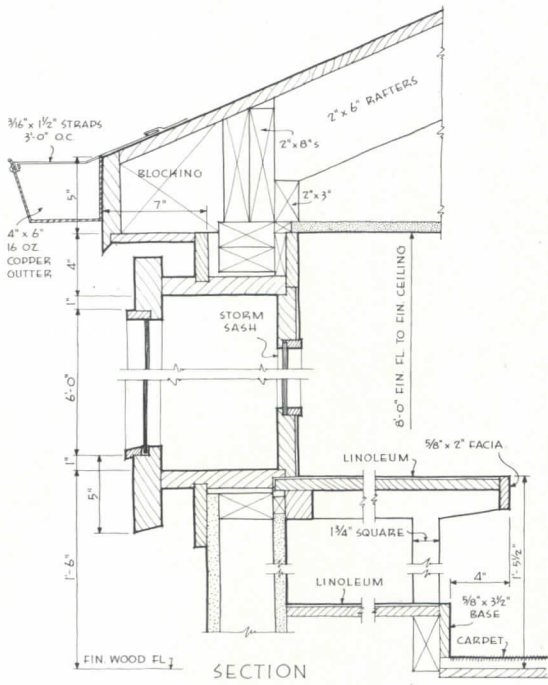 3/16" x 1 1/2" STRAPS
3'-0" O.C.
2" x 6" RAFTERS
2" x 8" S
BLOCHING
2" x 3"
7"
5"
4" x 6"
16 OZ
COPPER
GUTTER
4"
1"
STORM
SASH
8'-0" FIN. FL. TO FIN. CEILING
6'-0"
5/8" x 2" FACIA
LINOLEUM
1"
5"
1 3/4" SQUARE
4"
1'-5 1/2"
1'-6"
LINOLEUM
5/8" x 3 1/2"
BASE
CARPET
FIN. WOOD FL.
SECTION